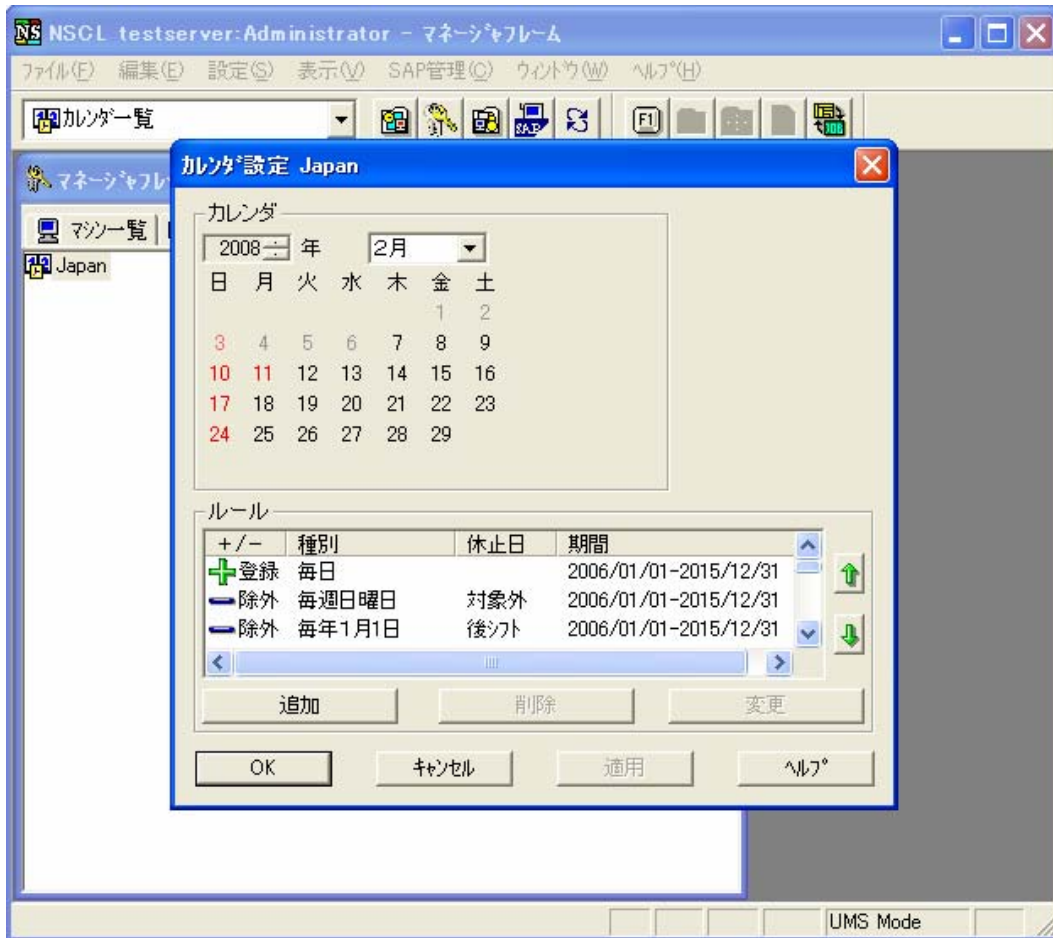 NS NSCL testserver:Administrator - マネージャフレーム
ファイル(F) 編集(E) 設定(S) 表示(V) SAP管理(C) ウィンドウ(W) ヘルプ(H)
カレンダ一覧 SAP F1 JOB
マネージャフレ
カレンダ設定 Japan
マシン一覧
Japan
カレンダ
2008 年 2月
日 月 火 水 木 金 土
1 2
3 4 5 6 7 8 9
10 11 12 13 14 15 16
17 18 19 20 21 22 23
24 25 26 27 28 29
ルール
+/- 種別 休止日 期間
登録 毎日 2006/01/01-2015/12/31
除外 毎週日曜日 対象外 2006/01/01-2015/12/31
除外 毎年1月1日 後シフト 2006/01/01-2015/12/31
追加 削除 変更
OK キャンセル 適用 ヘルプ
UMS Mode